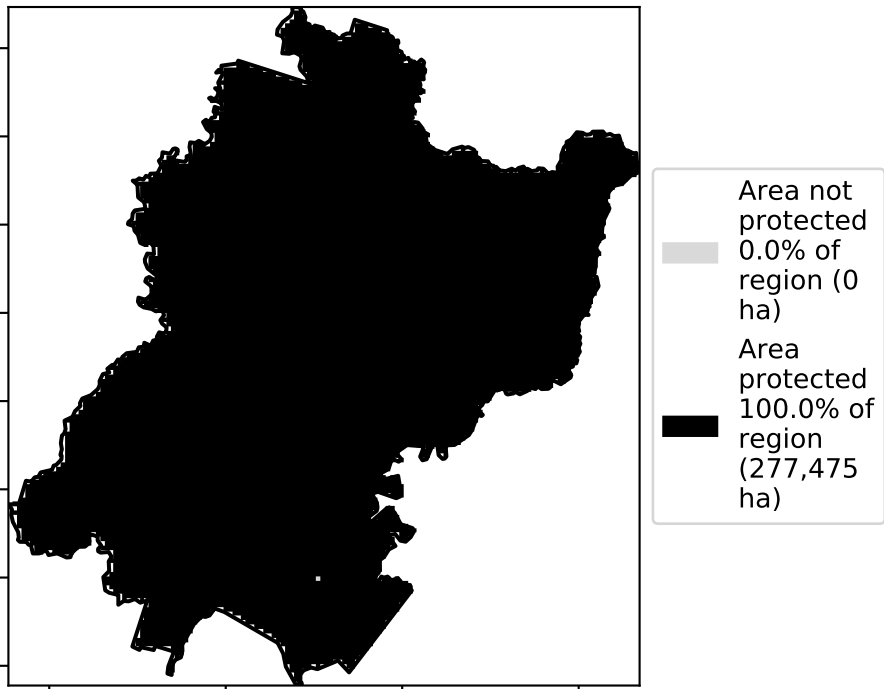 Area not
protected
0.0% of
region (0
ha)
Area
protected
100.0% of
region
(277,475
ha)